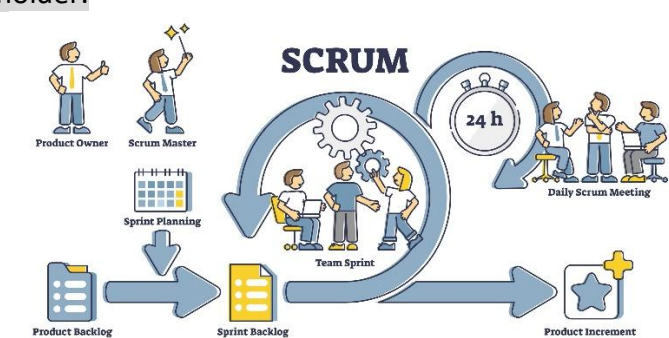 holder.
SCRUM
24 h
Product Owner
Scrum Master
Daily Scrum Meeting
Sprint Planning
Team Sprint
Product Backlog
Sprint Backlog
Product Increment